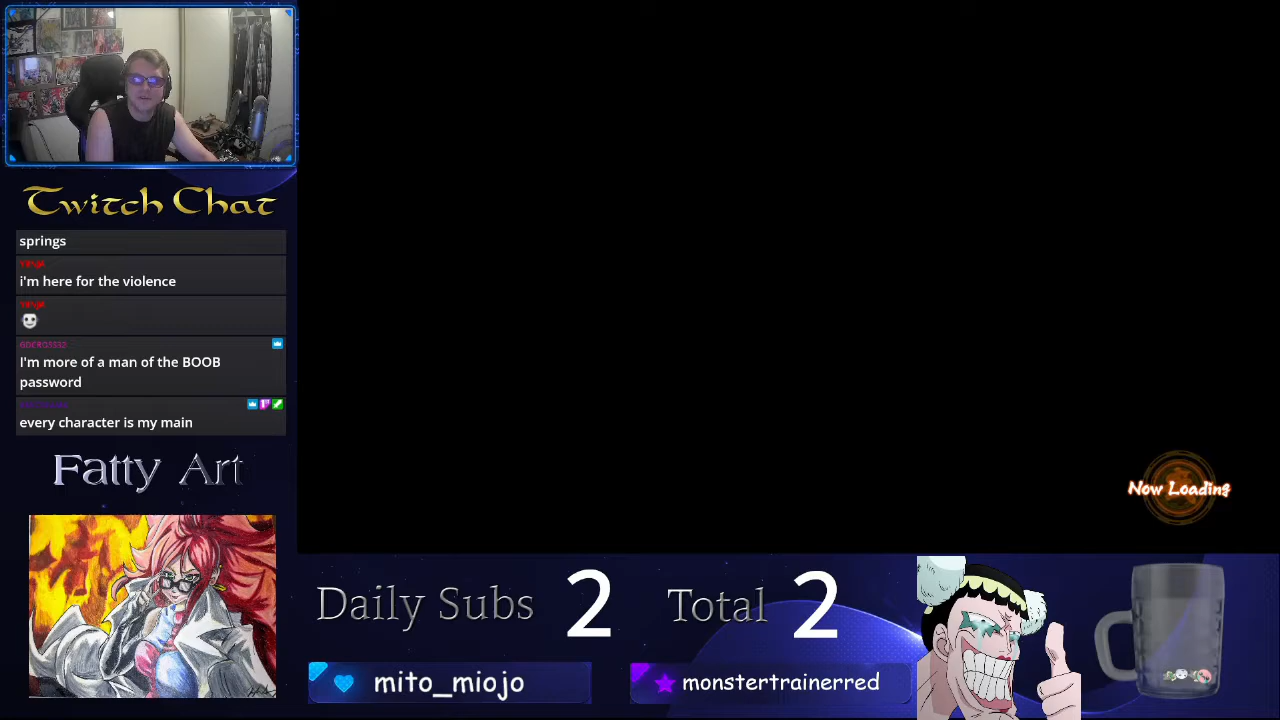 Twitch Chat
springs
i'm here for the violence
GDCROSS32
I'm more of a man of the BOOB
password
every character is my main
Fatty Art
Now Loading
Daily Subs 2
Total 2
mito_miojo
monstertrainerred